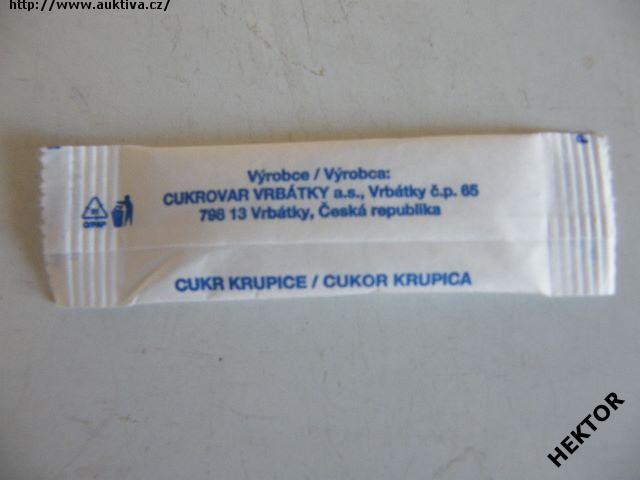 http://www.auktiva.cz/
Výrobce / Výrobca:
CUKROVAR VRBÁTKY a.s., Vrbátky č.p. 65
798 13 Vrbátky, Česká republika
CUKR KRUPICE / CUKOR KRUPICA
HEKTOR